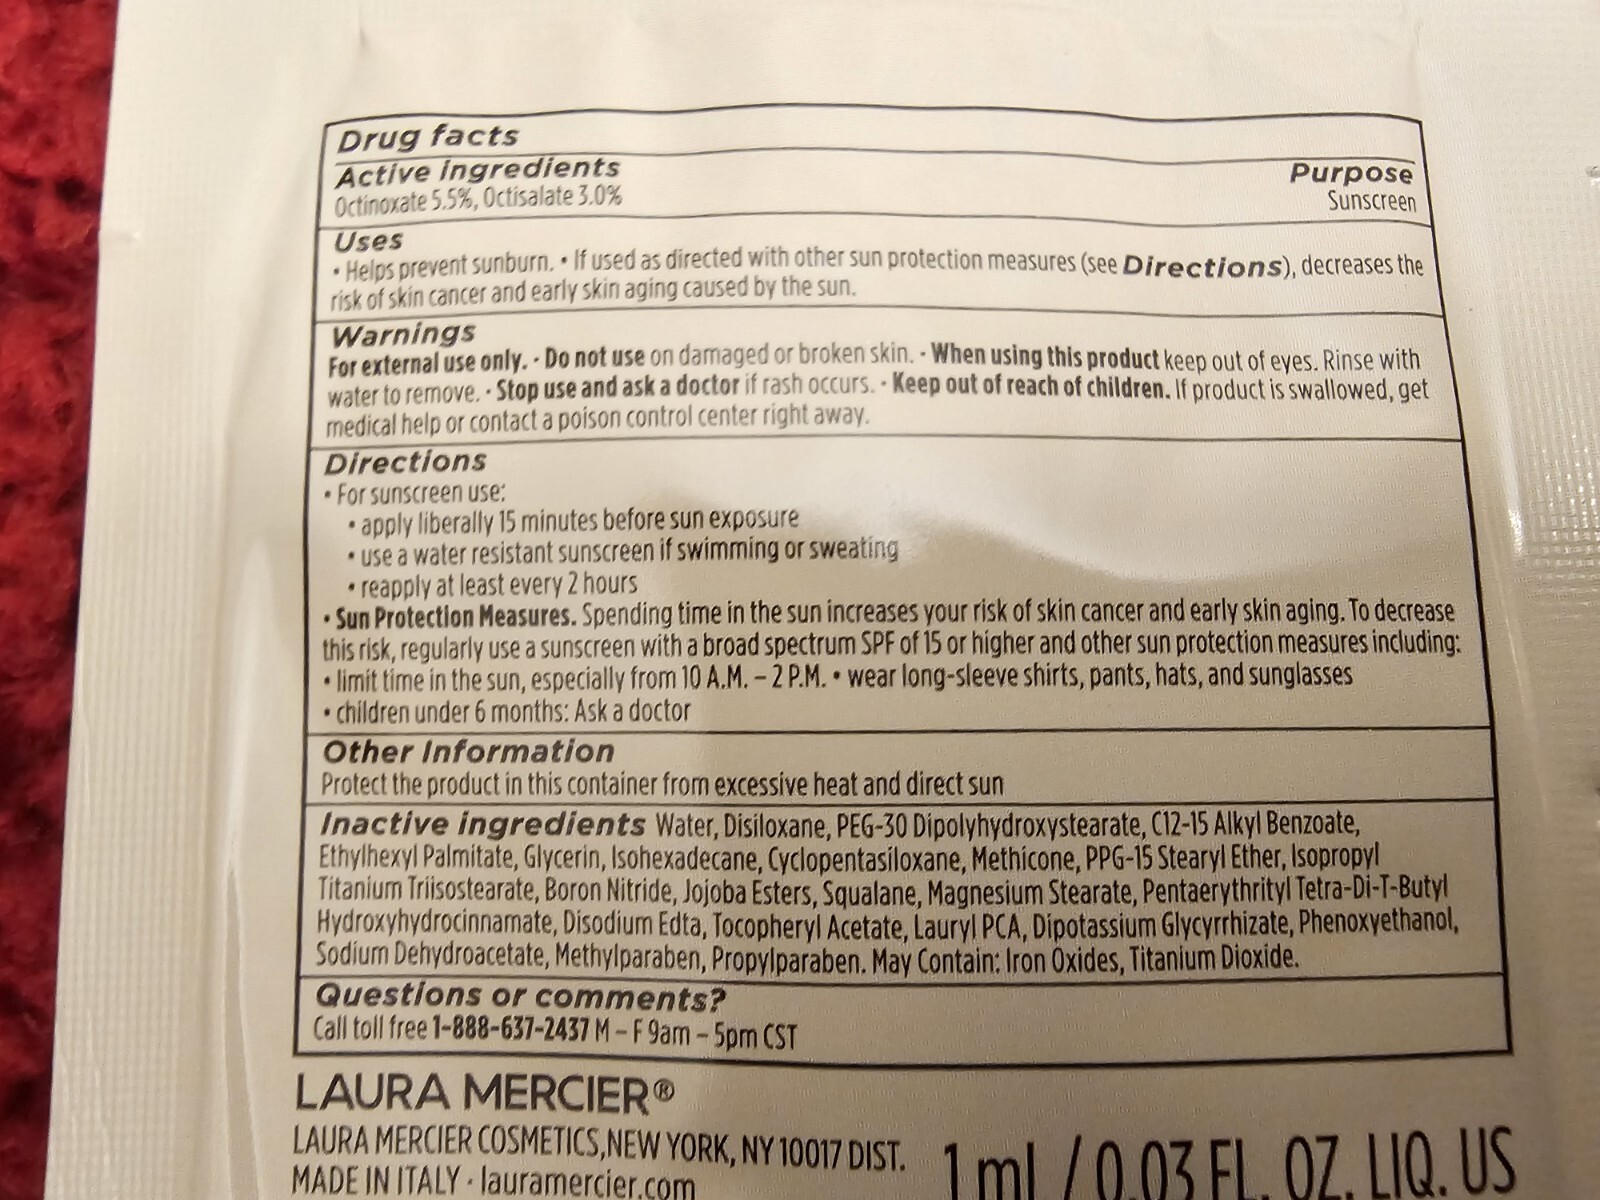 Drug facts
Active ingredients Purpose
Octinoxate 5.5%, Octisalate 3.0% Sunscreen
Uses
• Helps prevent sunburn. • If used as directed with other sun protection measures (see Directions), decreases the
risk of skin cancer and early skin aging caused by the sun.
Warnings
For external use only. • Do not use on damaged or broken skin. • When using this product keep out of eyes. Rinse with
water to remove. • Stop use and ask a doctor if rash occurs. • Keep out of reach of children. If product is swallowed, get
medical help or contact a poison control center right away.
Directions
• For sunscreen use:
• apply liberally 15 minutes before sun exposure
• use a water resistant sunscreen if swimming or sweating
• reapply at least every 2 hours
• Sun Protection Measures. Spending time in the sun increases your risk of skin cancer and early skin aging. To decrease
this risk, regularly use a sunscreen with a broad spectrum SPF of 15 or higher and other sun protection measures including:
• limit time in the sun, especially from 10 A.M. – 2 P.M. • wear long-sleeve shirts, pants, hats, and sunglasses
• children under 6 months: Ask a doctor
Other Information
Protect the product in this container from excessive heat and direct sun
Inactive ingredients Water, Disiloxane, PEG-30 Dipolyhydroxystearate, C12-15 Alkyl Benzoate,
Ethylhexyl Palmitate, Glycerin, Isohexadecane, Cyclopentasiloxane, Methicone, PPG-15 Stearyl Ether, Isopropyl
Titanium Triisostearate, Boron Nitride, Jojoba Esters, Squalane, Magnesium Stearate, Pentaerythrityl Tetra-Di-T-Butyl
Hydroxyhydrocinnamate, Disodium Edta, Tocopheryl Acetate, Lauryl PCA, Dipotassium Glycyrrhizate, Phenoxyethanol,
Sodium Dehydroacetate, Methylparaben, Propylparaben. May Contain: Iron Oxides, Titanium Dioxide.
Questions or comments?
Call toll free 1-888-637-2437 M – F 9am – 5pm CST
LAURA MERCIER®
LAURA MERCIER COSMETICS, NEW YORK, NY 10017 DIST.
MADE IN ITALY • lauramercier.com
1 ml / 0.03 FL. OZ. LIQ. US